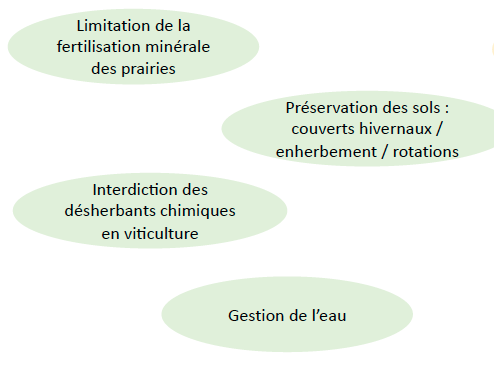 Limitation de la
fertilisation minérale
des prairies
Préservation des sols :
couverts hivernaux /
enherbement / rotations
Interdiction des
désherbants chimiques
en viticulture
Gestion de l’eau